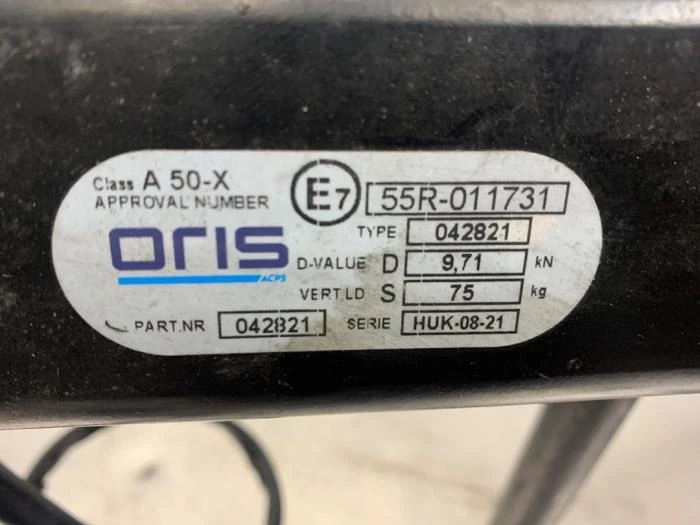 Class A 50-X
APPROVAL NUMBER
E7 55R-011731
oris
ACPS
TYPE 042821
D-VALUE D 9,71 kN
VERT.LD S 75 kg
PART.NR 042821 SERIE HUK-08-21